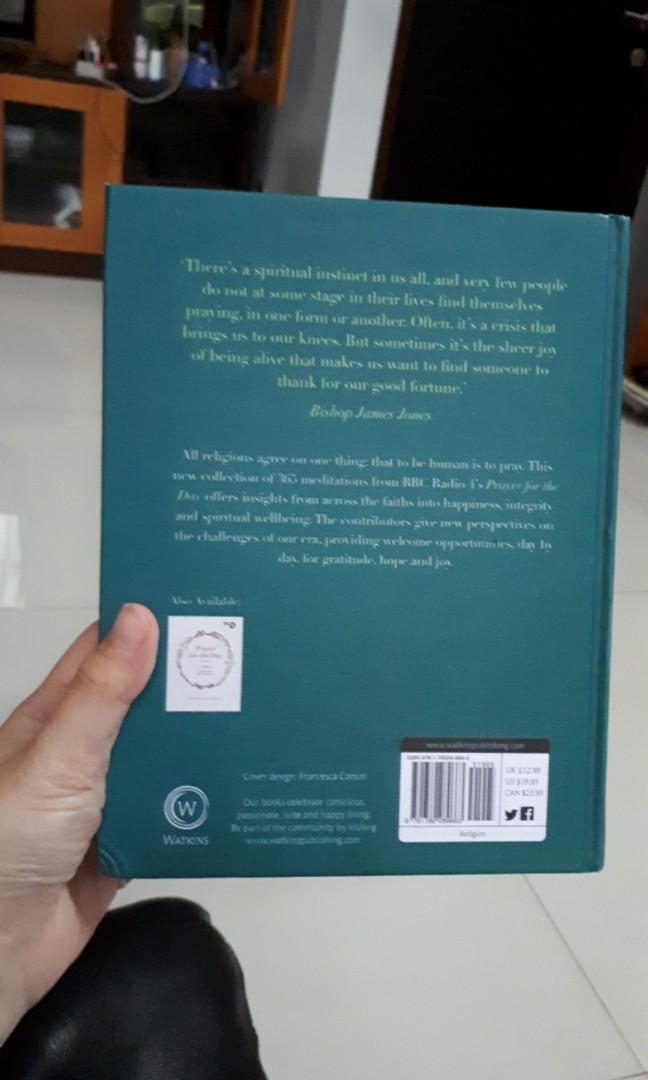 'There's a spiritual instinct in us all, and very few people
do not at some stage in their lives find themselves
praying, in one form or another. Often, it's a crisis that
brings us to our knees. But sometimes it's the sheer joy
of being alive that makes us want to find someone to
thank for our good fortune.'
Bishop James Jones
All religions agree on one thing: that to be human is to pray. This
new collection of 365 meditations from BBC Radio 4's Prayer for the
Day offers insights from across the faiths into happiness, integrity
and spiritual wellbeing. The contributors give new perspectives on
the challenges of our era, providing welcome opportunities, day by
day, for gratitude, hope and joy.
Also Available:
Prayer
for the Day
Cover design: Francesca Corsini
Our books celebrate conscious,
passionate, wise and happy living.
Be part of the community by visiting
www.watkinspublishing.com
W
WATKINS
www.watkinspublishing.com
51995
UK £12.99
US $19.95
CAN $23.95
Religion